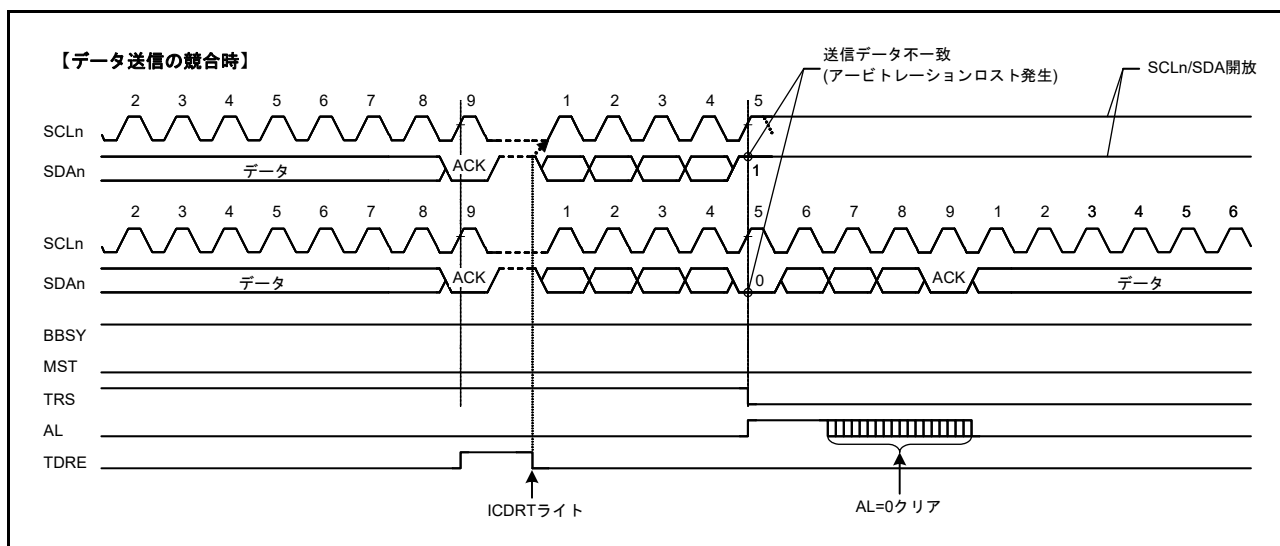 【データ送信の競合時】
送信データ不一致
(アービトレーションロスト発生)
SCLn/SDA開放
2 3 4 5 6 7 8 9 1 2 3 4 5
SCLn
SDAn データ ACK 1
2 3 4 5 6 7 8 9 1 2 3 4 5 6 7 8 9 1 2 3 4 5 6
SCLn
SDAn データ ACK 0 ACK データ
BBSY
MST
TRS
AL
TDRE
ICDRTライト
AL=0クリア